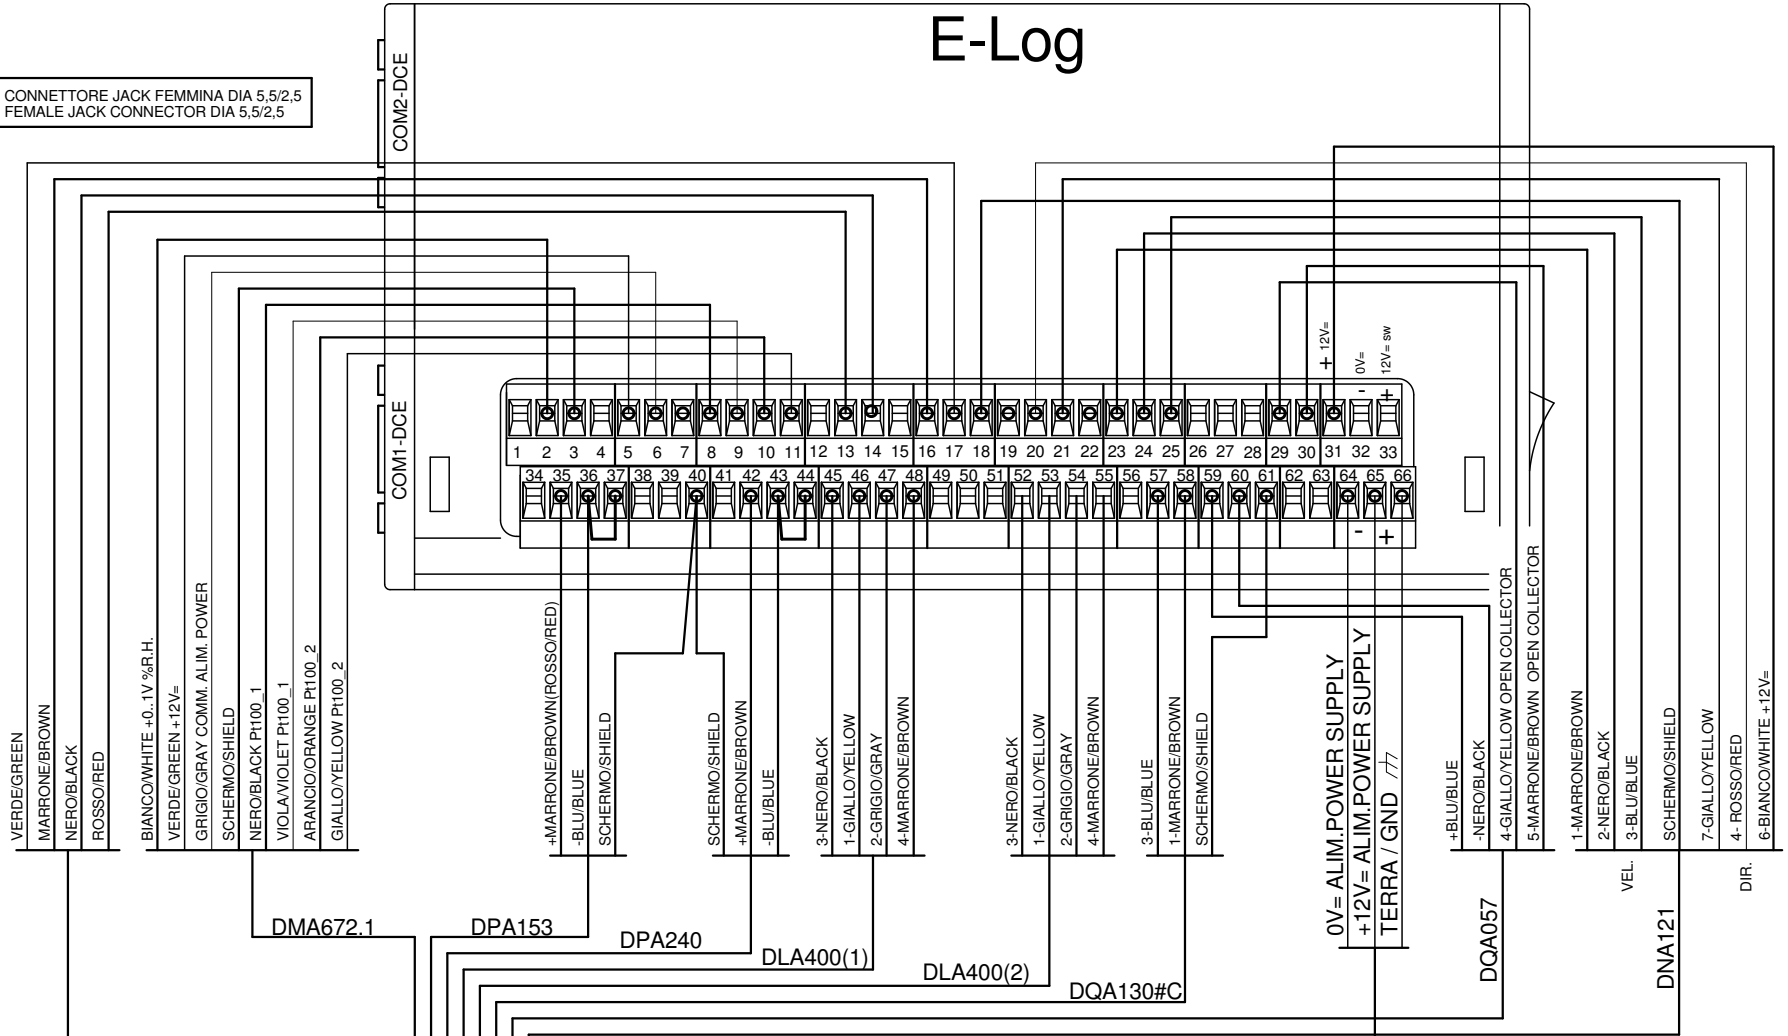 E-Log
CONNETTORE JACK FEMMINA DIA 5,5/2,5
FEMALE JACK CONNECTOR DIA 5,5/2,5
COM2-DCE
COM1-DCE
+ 12V=
- 0V=
+ 12V= sw
1 2 3 4 5 6 7 8 9 10 11 12 13 14 15 16 17 18 19 20 21 22 23 24 25 26 27 28 29 30 31 32 33
34 35 36 37 38 39 40 41 42 43 44 45 46 47 48 49 50 51 52 53 54 55 56 57 58 59 60 61 62 63 64 65 66
- +
VERDE/GREEN
MARRONE/BROWN
NERO/BLACK
ROSSO/RED
BIANCO/WHITE +0..1V %R.H.
VERDE/GREEN +12V=
GRIGIO/GRAY COMM. ALIM. POWER
SCHERMO/SHIELD
NERO/BLACK Pt100_1
VIOLA/VIOLET Pt100_1
ARANCIO/ORANGE Pt100_2
GIALLO/YELLOW Pt100_2
+MARRONE/BROWN(ROSSO/RED)
-BLU/BLUE
SCHERMO/SHIELD
SCHERMO/SHIELD
+MARRONE/BROWN
-BLU/BLUE
3-NERO/BLACK
1-GIALLO/YELLOW
2-GRIGIO/GRAY
4-MARRONE/BROWN
3-NERO/BLACK
1-GIALLO/YELLOW
2-GRIGIO/GRAY
4-MARRONE/BROWN
3-BLU/BLUE
1-MARRONE/BROWN
SCHERMO/SHIELD
0V= ALIM.POWER SUPPLY
+12V= ALIM.POWER SUPPLY
TERRA / GND
+BLU/BLUE
-NERO/BLACK
4-GIALLO/YELLOW OPEN COLLECTOR
5-MARROWN/BROWN OPEN COLLECTOR
1-MARRONE/BROWN
2-NERO/BLACK
3-BLU/BLUE
SCHERMO/SHIELD
7-GIALLO/YELLOW
4- ROSSO/RED
6-BIANCO/WHITE +12V=
VEL.
DIR.
DMA672.1
DPA153
DPA240
DLA400(1)
DLA400(2)
DQA130#C
DQA057
DNA121